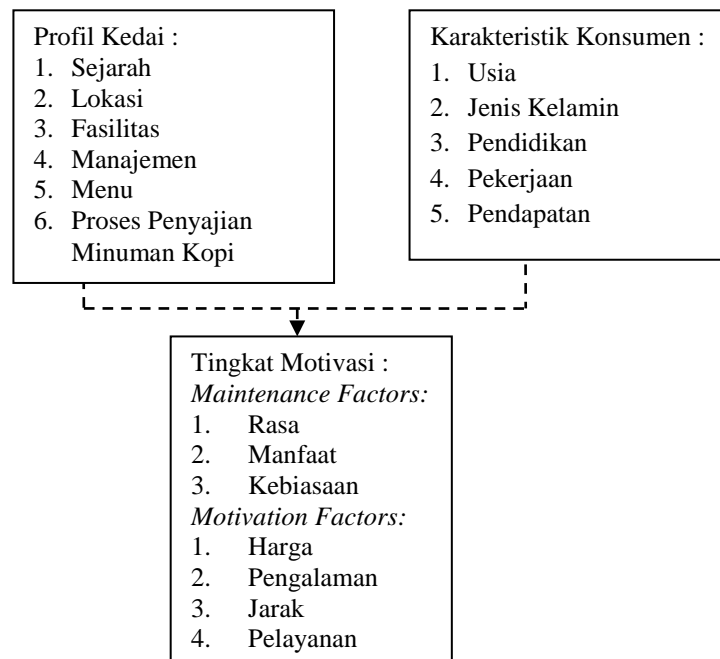 Profil Kedai :
1. Sejarah
2. Lokasi
3. Fasilitas
4. Manajemen
5. Menu
6. Proses Penyajian
Minuman Kopi
Karakteristik Konsumen :
1. Usia
2. Jenis Kelamin
3. Pendidikan
4. Pekerjaan
5. Pendapatan
Tingkat Motivasi :
Maintenance Factors:
1. Rasa
2. Manfaat
3. Kebiasaan
Motivation Factors:
1. Harga
2. Pengalaman
3. Jarak
4. Pelayanan